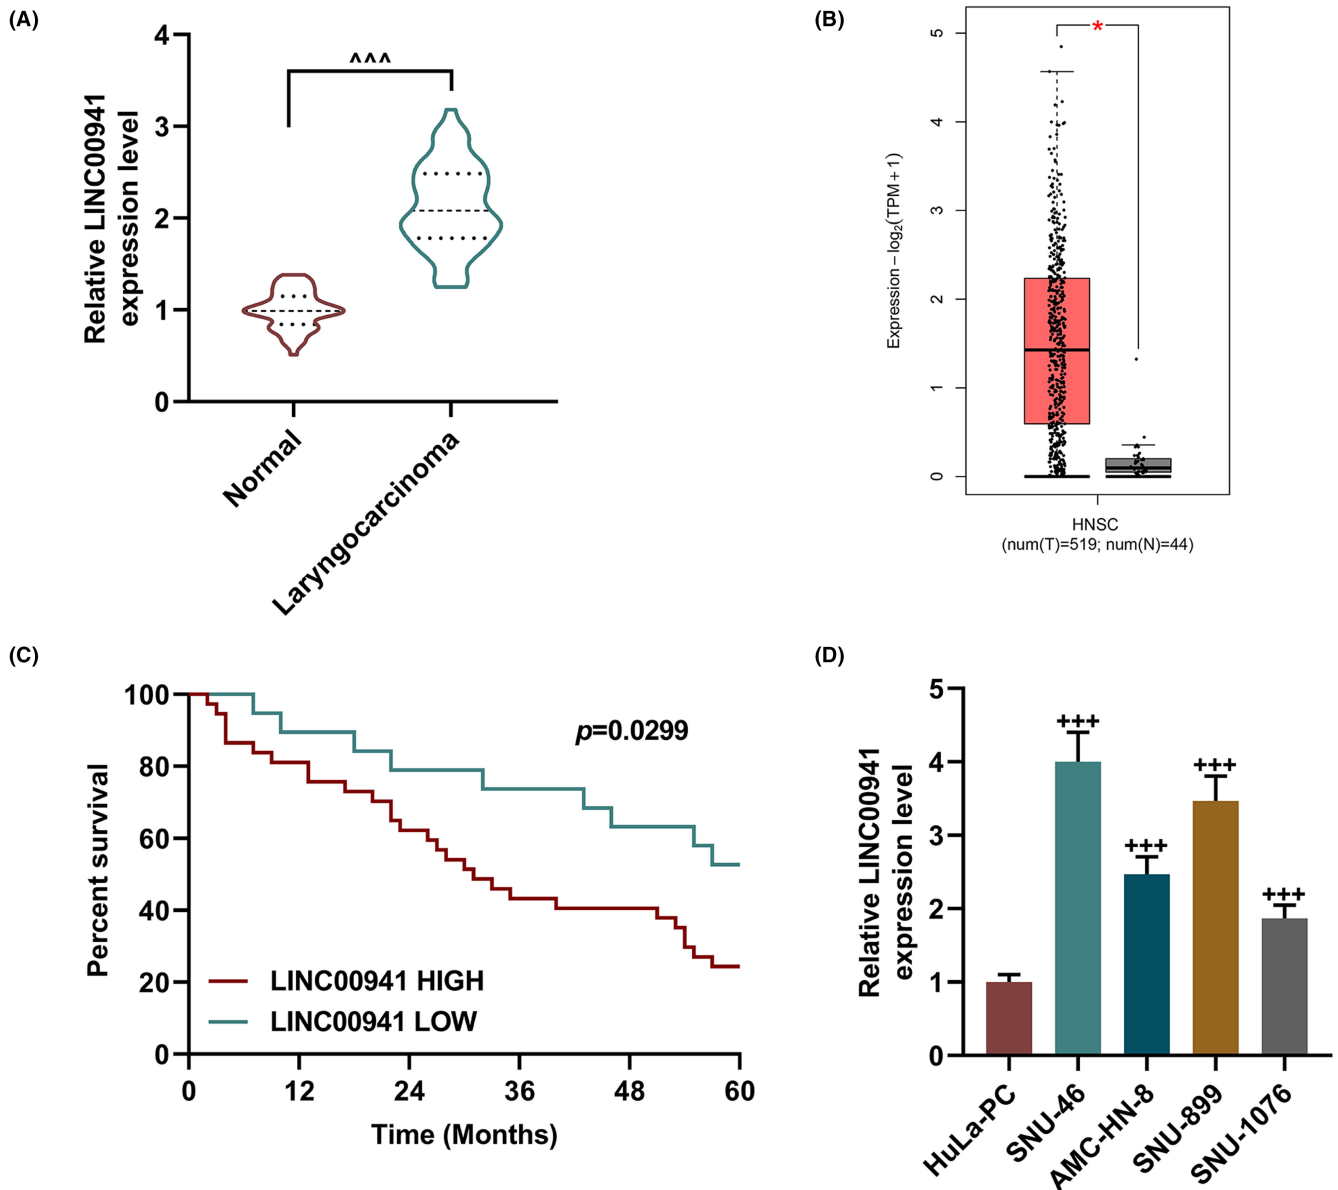 (A)
Relative LINC00941
expression level
4
3
2
1
0
^^^
Normal
Laryngocarcinoma
(B)
Expression – log2(TPM + 1)
5
4
3
2
1
0
*
HNSC
(num(T)=519; num(N)=44)
(C)
Percent survival
100
80
60
40
20
0
p=0.0299
LINC00941 HIGH
LINC00941 LOW
0 12 24 36 48 60
Time (Months)
(D)
Relative LINC00941
expression level
5
4
3
2
1
0
+++
+++
+++
+++
HuLa-PC
SNU-46
AMC-HN-8
SNU-899
SNU-1076